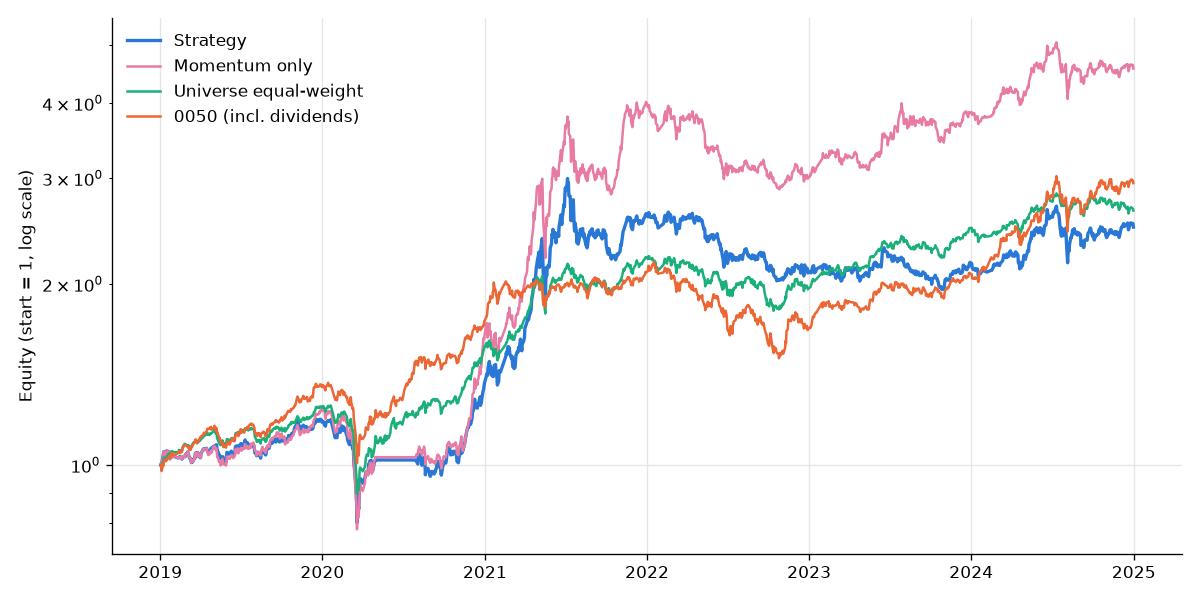 Strategy
Momentum only
Universe equal-weight
0050 (incl. dividends)
4 × 10⁰
3 × 10⁰
2 × 10⁰
10⁰
Equity (start = 1, log scale)
2019 2020 2021 2022 2023 2024 2025